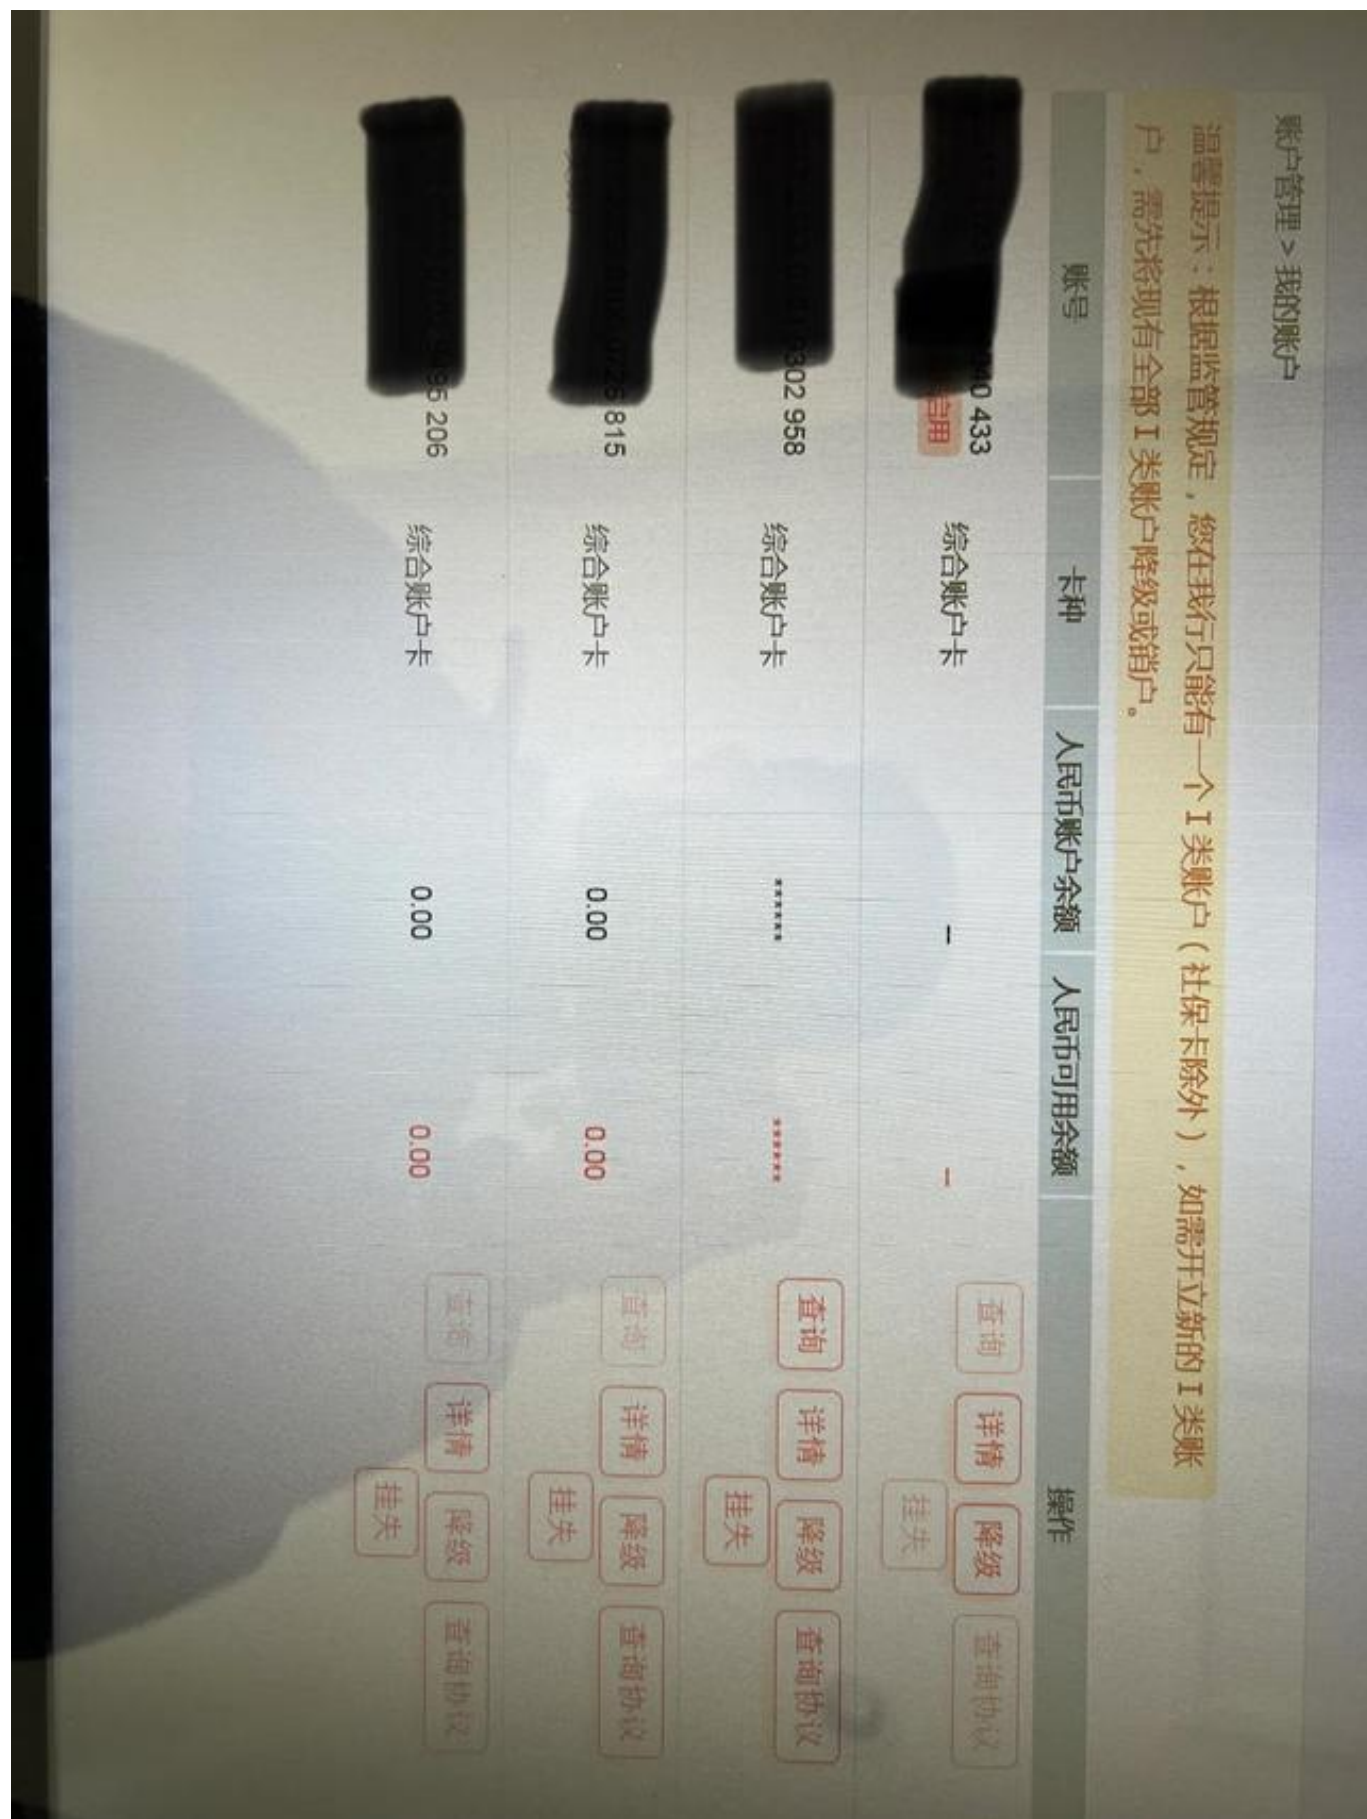 账户管理 > 我的账户
温馨提示：根据监管规定，您在我行只能有一个 I 类账户（社保卡除外），如需开立新的 I 类账
户，需先将现有全部 I 类账户降级或销户。
账号 卡种 人民币账户余额 人民币可用余额 操作
40 433 综合账户卡 – – 查询 详情 降级 查询协议
启用 挂失
302 958 综合账户卡 ****** ****** 查询 详情 降级 查询协议
挂失
815 综合账户卡 0.00 0.00 查询 详情 降级 查询协议
挂失
206 综合账户卡 0.00 0.00 查询 详情 降级 查询协议
挂失